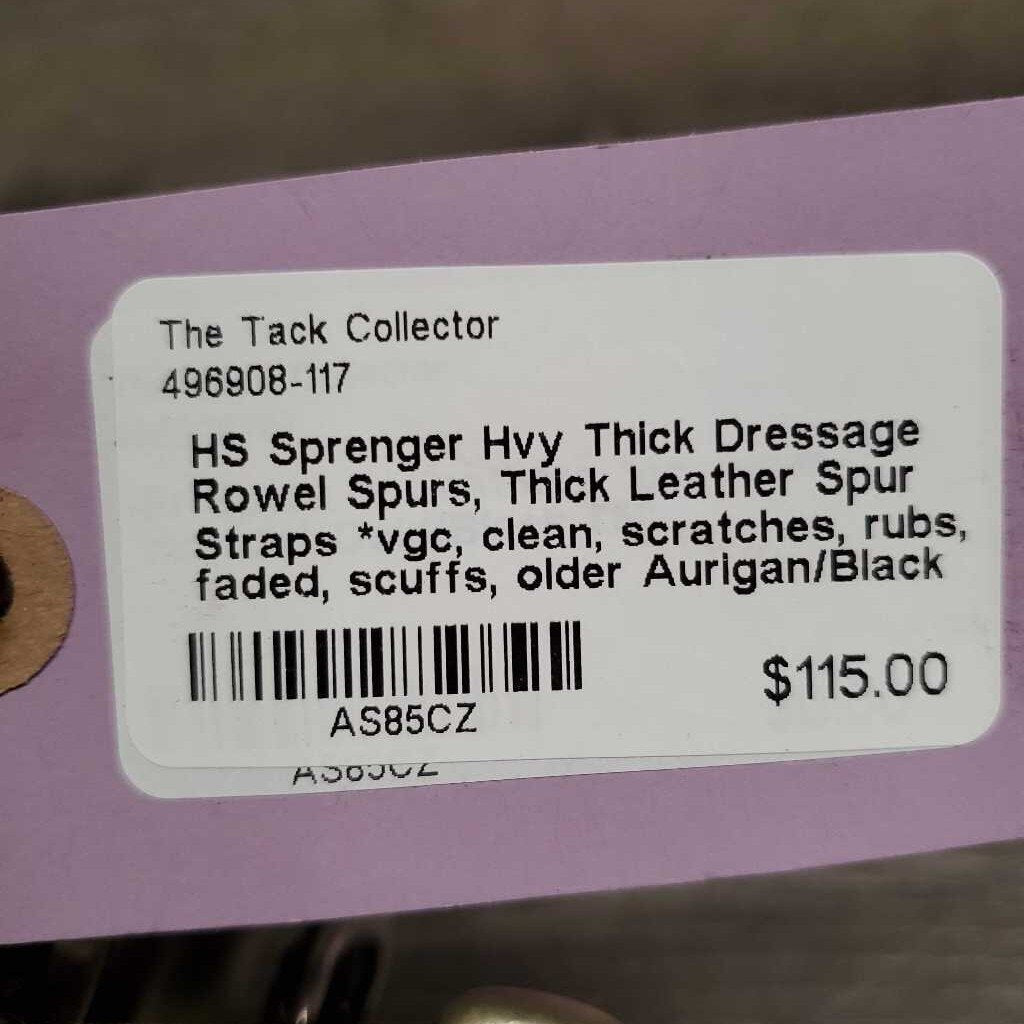 The Tack Collector
496908-117
HS Sprenger Hvy Thick Dressage
Rowel Spurs, Thick Leather Spur
Straps *vgc, clean, scratches, rubs,
faded, scuffs, older Aurigan/Black
$115.00
AS85CZ
AS85CZ